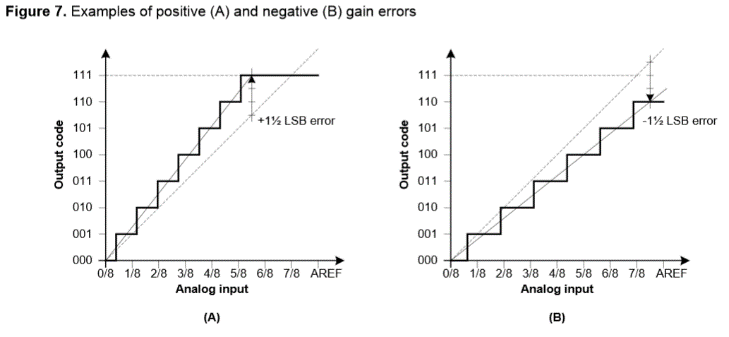 Figure 7. Examples of positive (A) and negative (B) gain errors
Output code
111
110
101
100
011
010
001
000
+1½ LSB error
0/8 1/8 2/8 3/8 4/8 5/8 6/8 7/8 AREF
Analog input
(A)
Output code
111
110
101
100
011
010
001
000
-1½ LSB error
0/8 1/8 2/8 3/8 4/8 5/8 6/8 7/8 AREF
Analog input
(B)